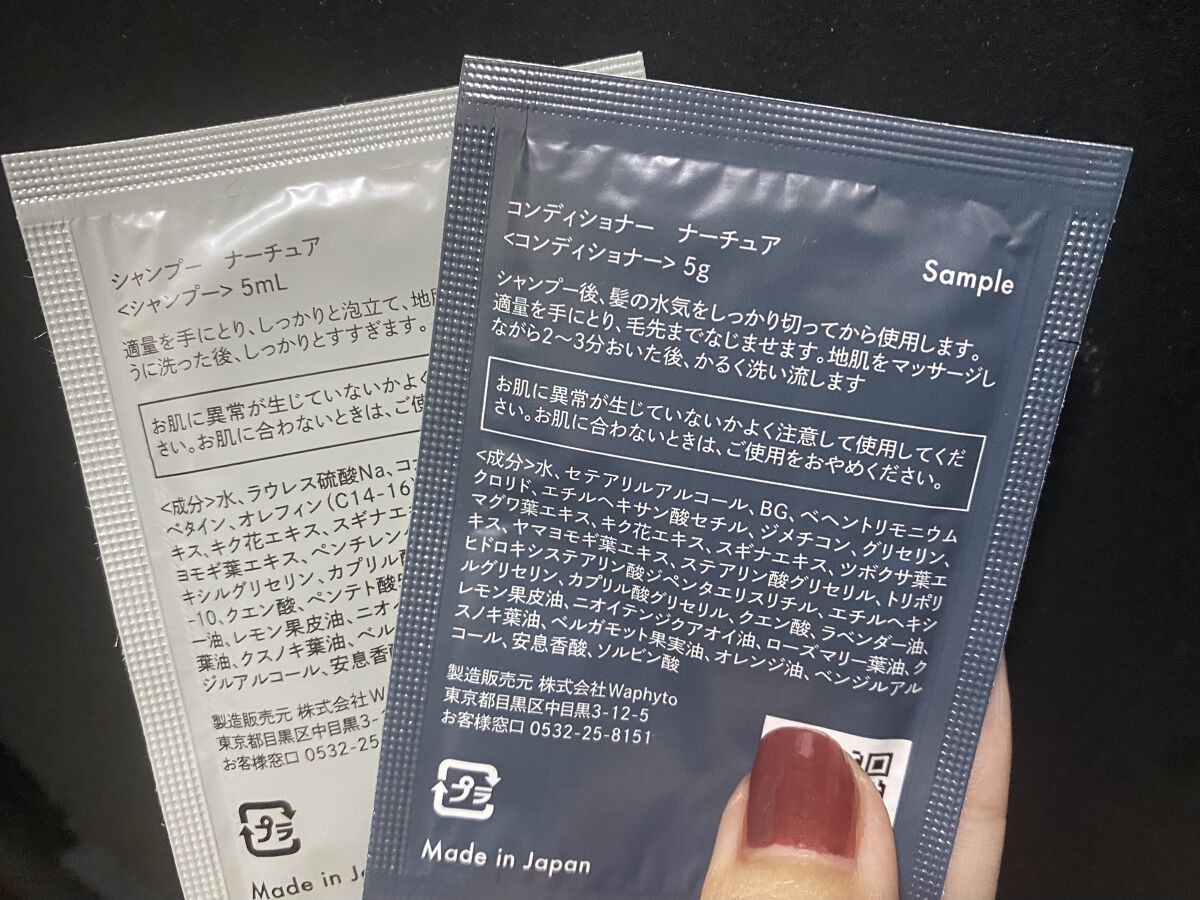 シャンプー　ナーチュア
<シャンプー> 5mL
適量を手にとり、しっかりと泡立て、地
うに洗った後、しっかりとすすぎます。
お肌に異常が生じていないかよく
さい。お肌に合わないときは、ご使
<成分>水、ラウレス硫酸Na、コ
ベタイン、オレフィン(C14-16)
キス、キク花エキス、スギナエ
ヨモギ葉エキス、ペンチレン
キシルグリセリン、カプリル酸
-10、クエン酸、ペンテト酸
ー油、レモン果皮油、ニオイ
葉油、クスノキ葉油、ベル
ジルアルコール、安息香酸
製造販売元 株式会社Wa
東京都目黒区中目黒3-
お客様窓口 0532-25
プラ
Made in Ja
コンディショナー　ナーチュア
<コンディショナー> 5g
Sample
シャンプー後、髪の水気をしっかり切ってから使用します。
適量を手にとり、毛先までなじませます。地肌をマッサージし
ながら2〜3分おいた後、かるく洗い流します
お肌に異常が生じていないかよく注意して使用してくだ
さい。お肌に合わないときは、ご使用をおやめください。
<成分>水、セテアリルアルコール、BG、ベヘントリモニウム
クロリド、エチルヘキサン酸セチル、ジメチコン、グリセリン、
マグワ葉エキス、キク花エキス、スギナエキス、ツボクサ葉エ
キス、ヤマヨモギ葉エキス、ステアリン酸グリセリル、トリポリ
ヒドロキシステアリン酸ジペンタエリスリチル、エチルヘキシ
ルグリセリン、カプリル酸グリセリル、クエン酸、ラベンダー油、
レモン果皮油、ニオイテンジクアオイ油、ローズマリー葉油、ク
スノキ葉油、ベルガモット果実油、オレンジ油、ベンジルアル
コール、安息香酸、ソルビン酸
製造販売元 株式会社Waphyto
東京都目黒区中目黒3-12-5
お客様窓口 0532-25-8151
プラ
Made in Japan